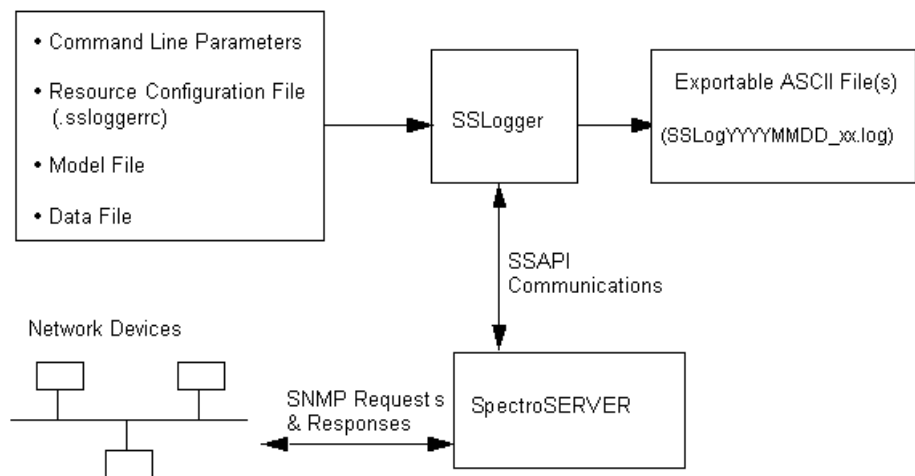 • Command Line Parameters
• Resource Configuration File
(.ssloggerrc)
• Model File
• Data File
SSLogger
Exportable ASCII File(s)
(SSLogYYYYMMDD_xx.log)
SSAPI
Communications
Network Devices
SNMP Requests
& Responses
SpectroSERVER